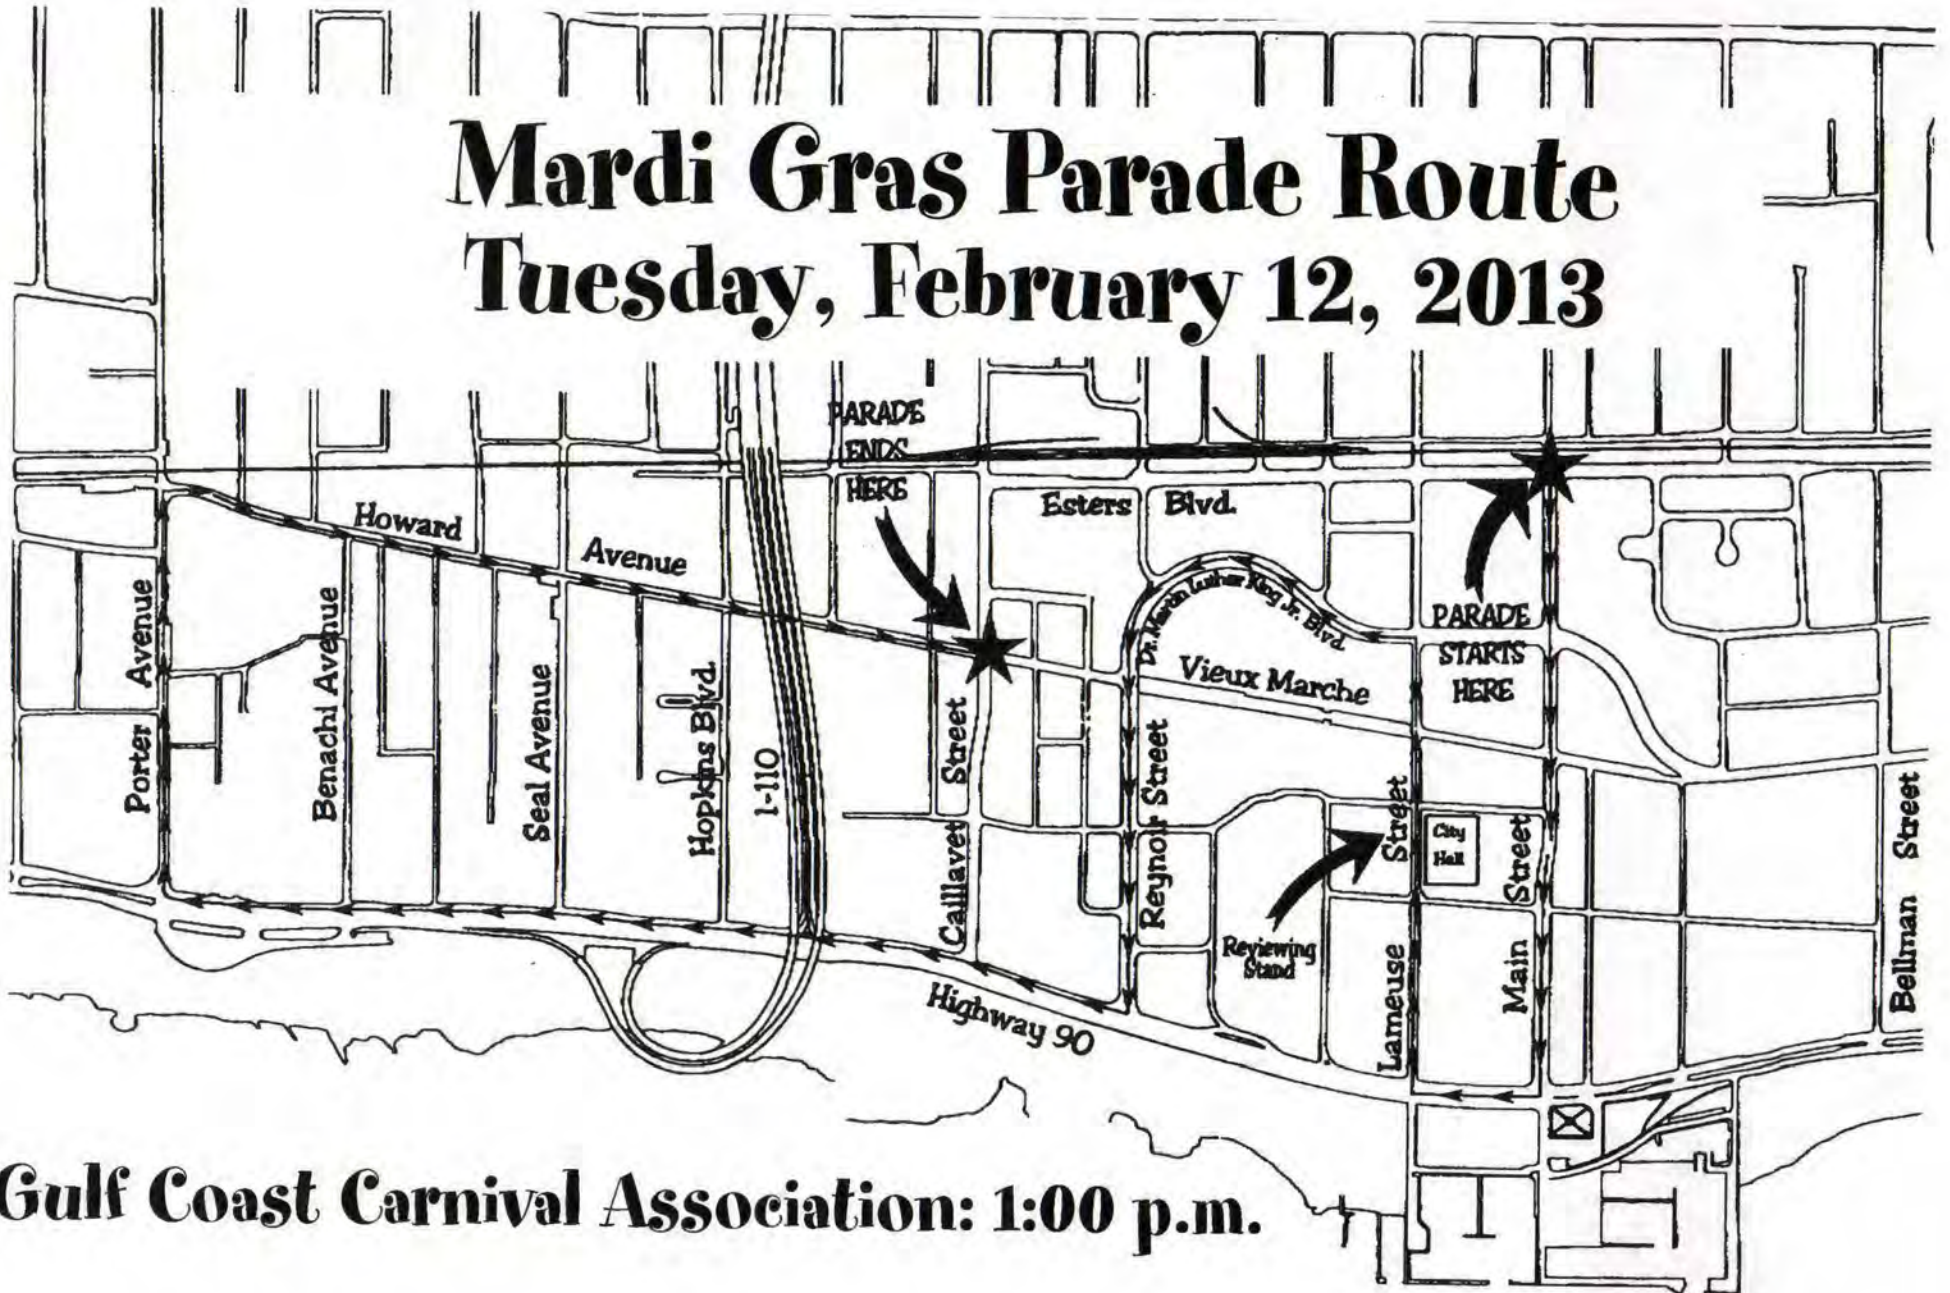 Mardi Gras Parade Route
Tuesday, February 12, 2013
PARADE
ENDS
HERE
Esters Blvd.
Howard Avenue
Dr. Martin Luther King Jr. Blvd.
PARADE
STARTS
HERE
Vieux Marche
Porter Avenue
Benachi Avenue
Seal Avenue
Hopkins Blvd.
I-110
Caillavet Street
Reynoir Street
Lameuse Street
City
Hall
Main Street
Bellman Street
Reviewing
Stand
Highway 90
Gulf Coast Carnival Association: 1:00 p.m.